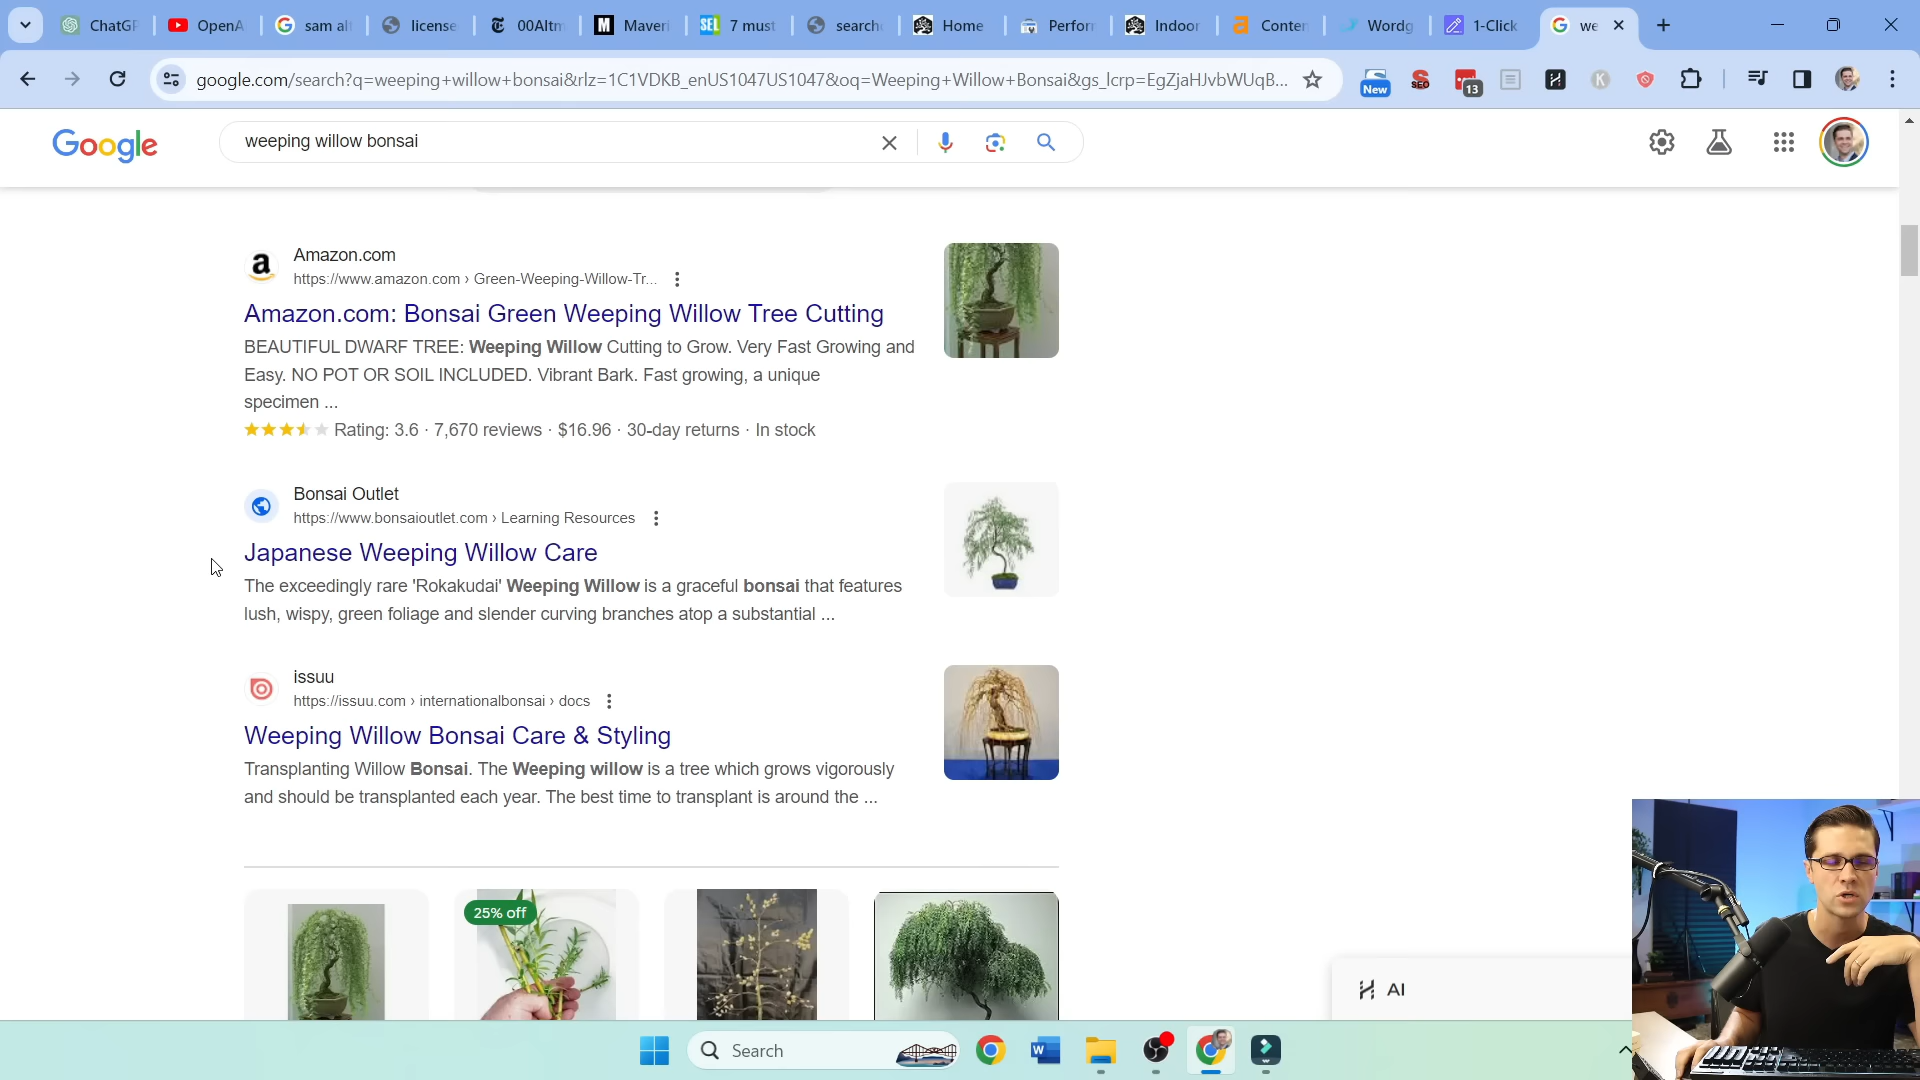 ChatGP
OpenA
sam al
license
00Altm
Maveri
SEL
7 must
search
Home
Perforr
Indoor
Conter
Wordg
1-Click
we
google.com/search?q=weeping+willow+bonsai&rlz=1C1VDKB_enUS1047US1047&oq=Weeping+Willow+Bonsai&gs_lcrp=EgZjaHJvbWUqB...
New
SEO
13
Google
weeping willow bonsai
Amazon.com
https://www.amazon.com › Green-Weeping-Willow-Tr...
Amazon.com: Bonsai Green Weeping Willow Tree Cutting
BEAUTIFUL DWARF TREE: Weeping Willow Cutting to Grow. Very Fast Growing and
Easy. NO POT OR SOIL INCLUDED. Vibrant Bark. Fast growing, a unique
specimen ...
Rating: 3.6 · 7,670 reviews · $16.96 · 30-day returns · In stock
Bonsai Outlet
https://www.bonsaioutlet.com › Learning Resources
Japanese Weeping Willow Care
The exceedingly rare 'Rokakudai' Weeping Willow is a graceful bonsai that features
lush, wispy, green foliage and slender curving branches atop a substantial ...
issuu
https://issuu.com › internationalbonsai › docs
Weeping Willow Bonsai Care & Styling
Transplanting Willow Bonsai. The Weeping willow is a tree which grows vigorously
and should be transplanted each year. The best time to transplant is around the ...
25% off
AI
Search